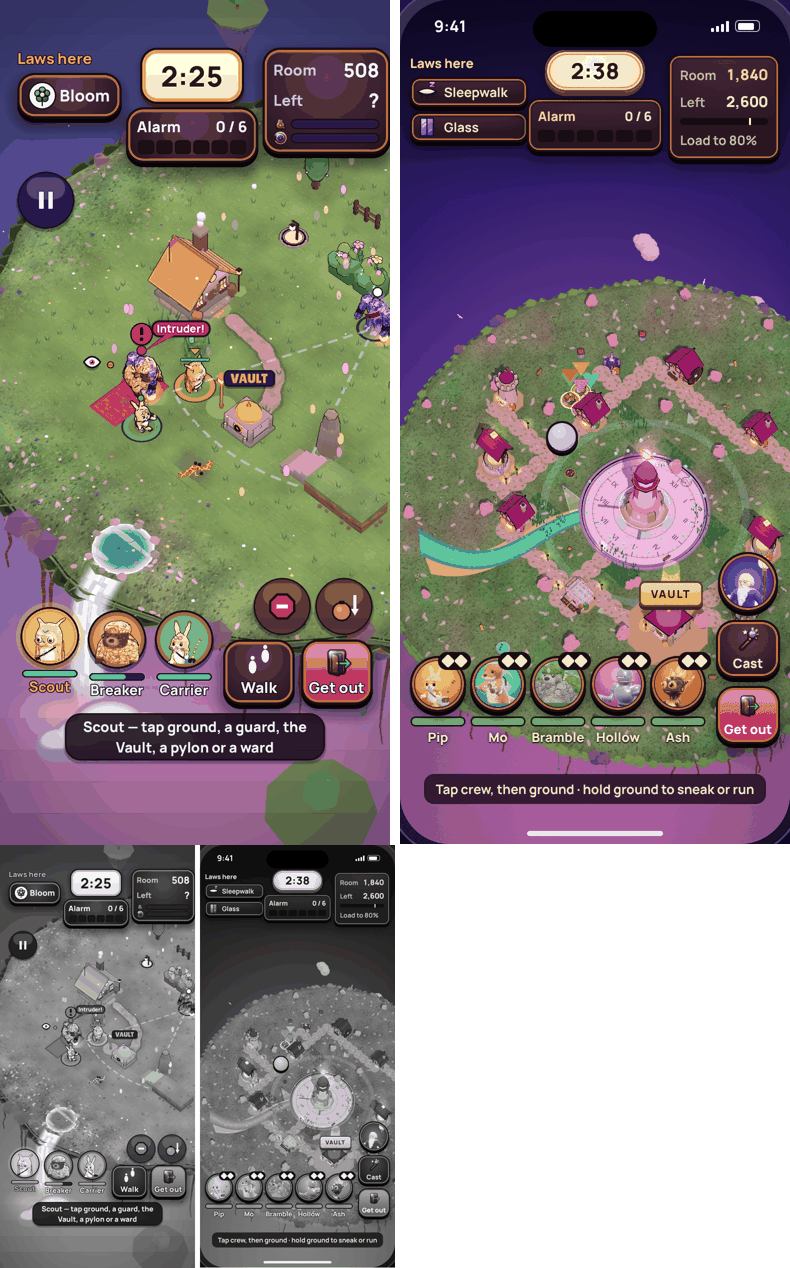 Laws here
Bloom
2:25
Alarm 0 / 6
Room 508
Left ?
Intruder!
VAULT
Scout
Breaker
Carrier
Walk
Get out
Scout — tap ground, a guard, the
Vault, a pylon or a ward
9:41
Laws here
Sleepwalk
Glass
2:38
Alarm 0 / 6
Room 1,840
Left 2,600
Load to 80%
VAULT
Cast
Get out
Pip
Mo
Bramble
Hollow
Ash
Tap crew, then ground · hold ground to sneak or run
Laws here
Bloom
2:25
Alarm 0 / 6
Room 508
Left ?
Intruder!
VAULT
Scout
Breaker
Carrier
Walk
Get out
Scout — tap ground, a guard, the
Vault, a pylon or a ward
9:41
Laws here
Sleepwalk
Glass
2:38
Alarm 0 / 6
Room 1,840
Left 2,600
Load to 80%
VAULT
Cast
Get out
Pip
Mo
Bramble
Hollow
Ash
Tap crew, then ground · hold ground to sneak or run